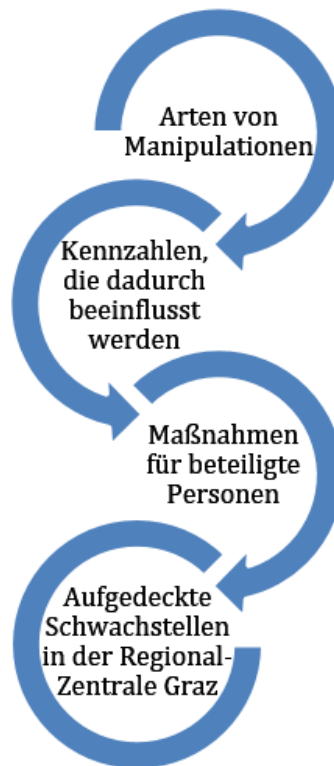 Arten von
Manipulationen
Kennzahlen,
die dadurch
beeinflusst
werden
Maßnahmen
für beteiligte
Personen
Aufgedeckte
Schwachstellen
in der Regional-
Zentrale Graz